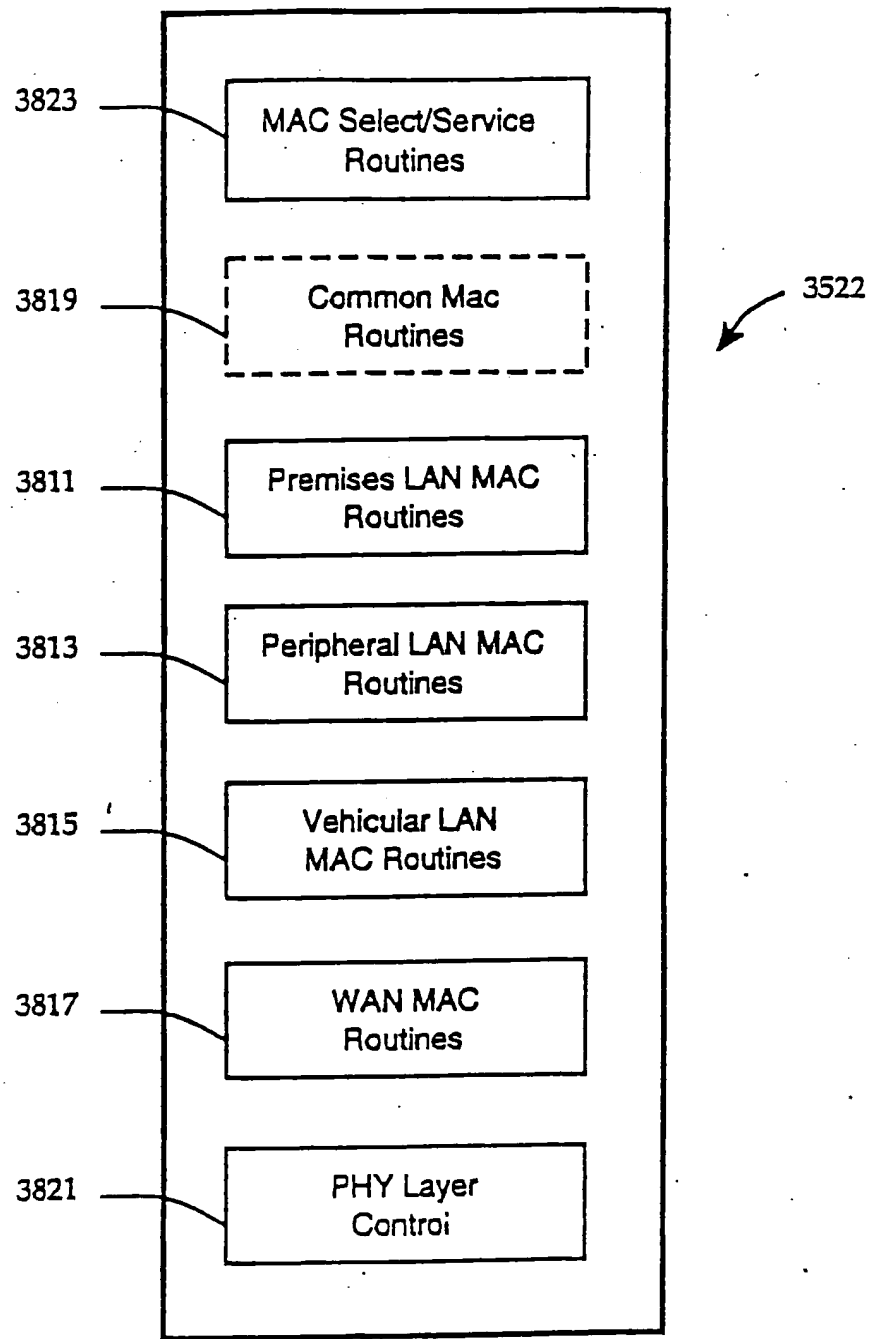 3823
MAC Select/Service
Routines
3819
Common Mac
Routines
3522
3811
Premises LAN MAC
Routines
3813
Peripheral LAN MAC
Routines
3815
Vehicular LAN
MAC Routines
3817
WAN MAC
Routines
3821
PHY Layer
Control